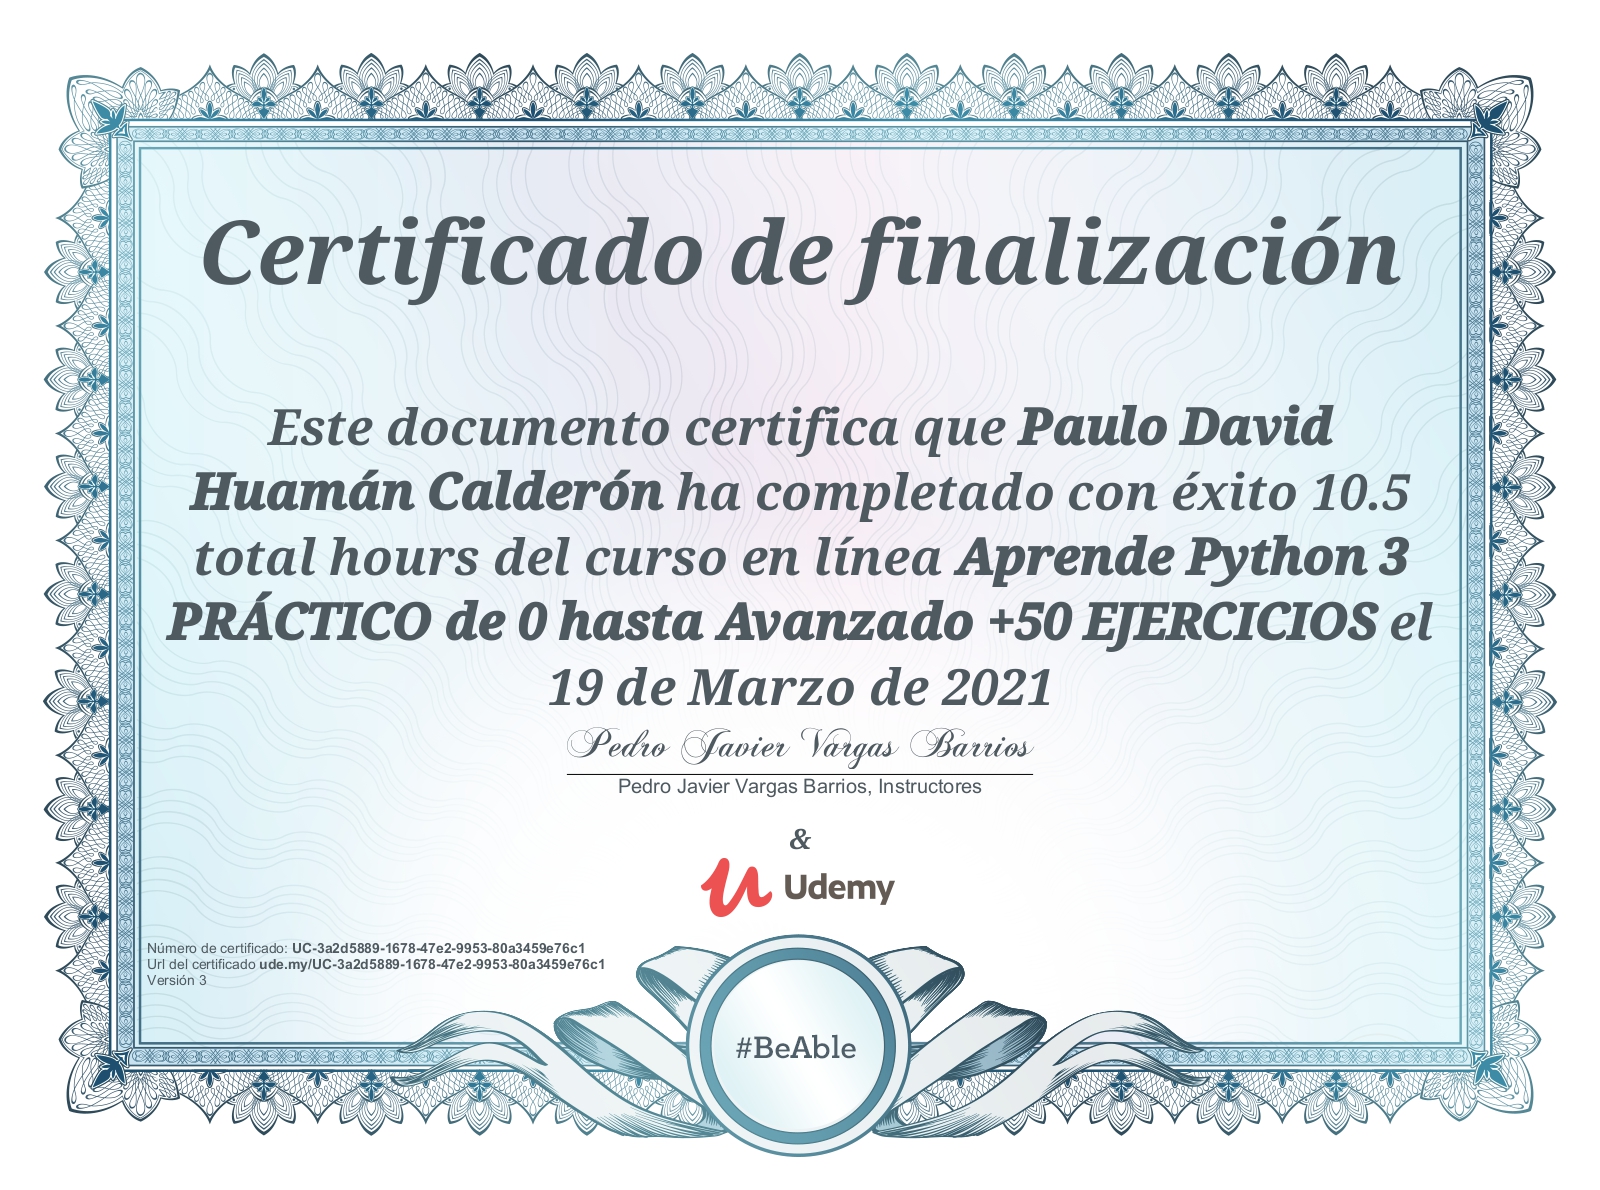 Certificado de finalización
Este documento certifica que Paulo David
Huamán Calderón ha completado con éxito 10.5
total hours del curso en línea Aprende Python 3
PRÁCTICO de 0 hasta Avanzado +50 EJERCICIOS el
19 de Marzo de 2021
Pedro Javier Vargas Barrios
Pedro Javier Vargas Barrios, Instructores
&
Udemy
Número de certificado: UC-3a2d5889-1678-47e2-9953-80a3459e76c1
Url del certificado ude.my/UC-3a2d5889-1678-47e2-9953-80a3459e76c1
Versión 3
#BeAble